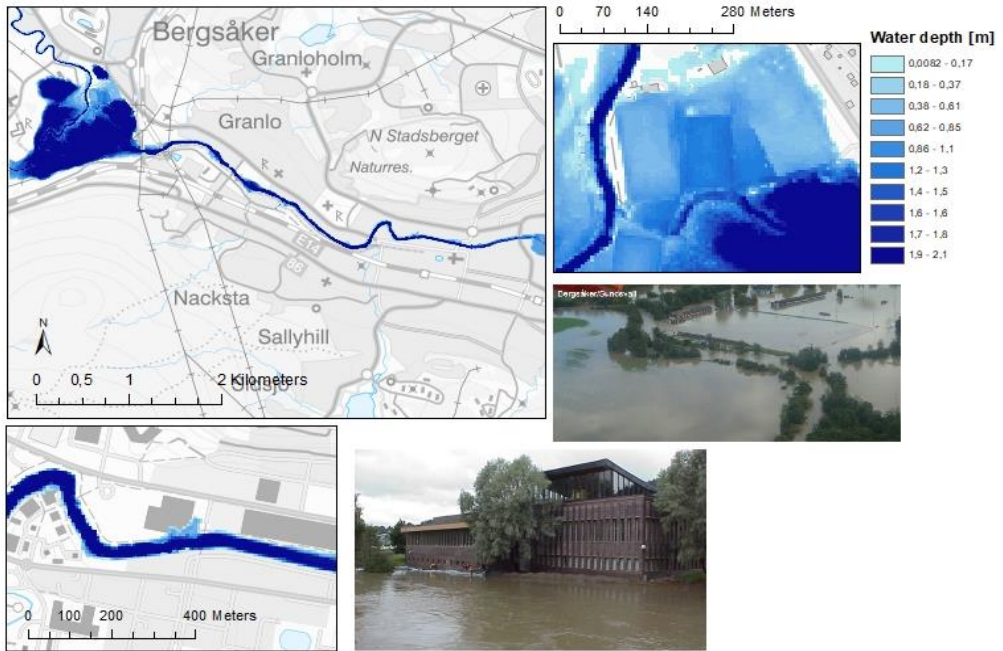 Bergsåker
Granloholm
Granlo
N Stadsberget
Naturres.
E14
86
Nacksta
Sallyhill
N
0 0,5 1 2 Kilometers
0 70 140 280 Meters
Water depth [m]
0,0082 - 0,17
0,18 - 0,37
0,38 - 0,61
0,62 - 0,85
0,86 - 1,1
1,2 - 1,3
1,4 - 1,5
1,6 - 1,6
1,7 - 1,8
1,9 - 2,1
Bergsåker/Sundsvall
0 100 200 400 Meters